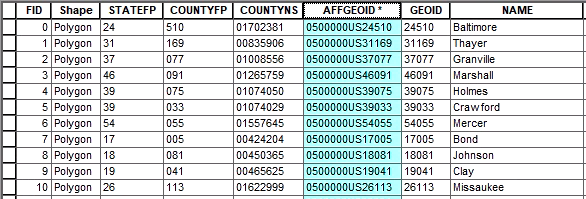 FID Shape STATEFP COUNTYFP COUNTYNS AFFGEOID * GEOID NAME
0 Polygon 24 510 01702381 0500000US24510 24510 Baltimore
1 Polygon 31 169 00835906 0500000US31169 31169 Thayer
2 Polygon 37 077 01008556 0500000US37077 37077 Granville
3 Polygon 46 091 01265759 0500000US46091 46091 Marshall
4 Polygon 39 075 01074050 0500000US39075 39075 Holmes
5 Polygon 39 033 01074029 0500000US39033 39033 Crawford
6 Polygon 54 055 01557645 0500000US54055 54055 Mercer
7 Polygon 17 005 00424204 0500000US17005 17005 Bond
8 Polygon 18 081 00450365 0500000US18081 18081 Johnson
9 Polygon 19 041 00465625 0500000US19041 19041 Clay
10 Polygon 26 113 01622999 0500000US26113 26113 Missaukee